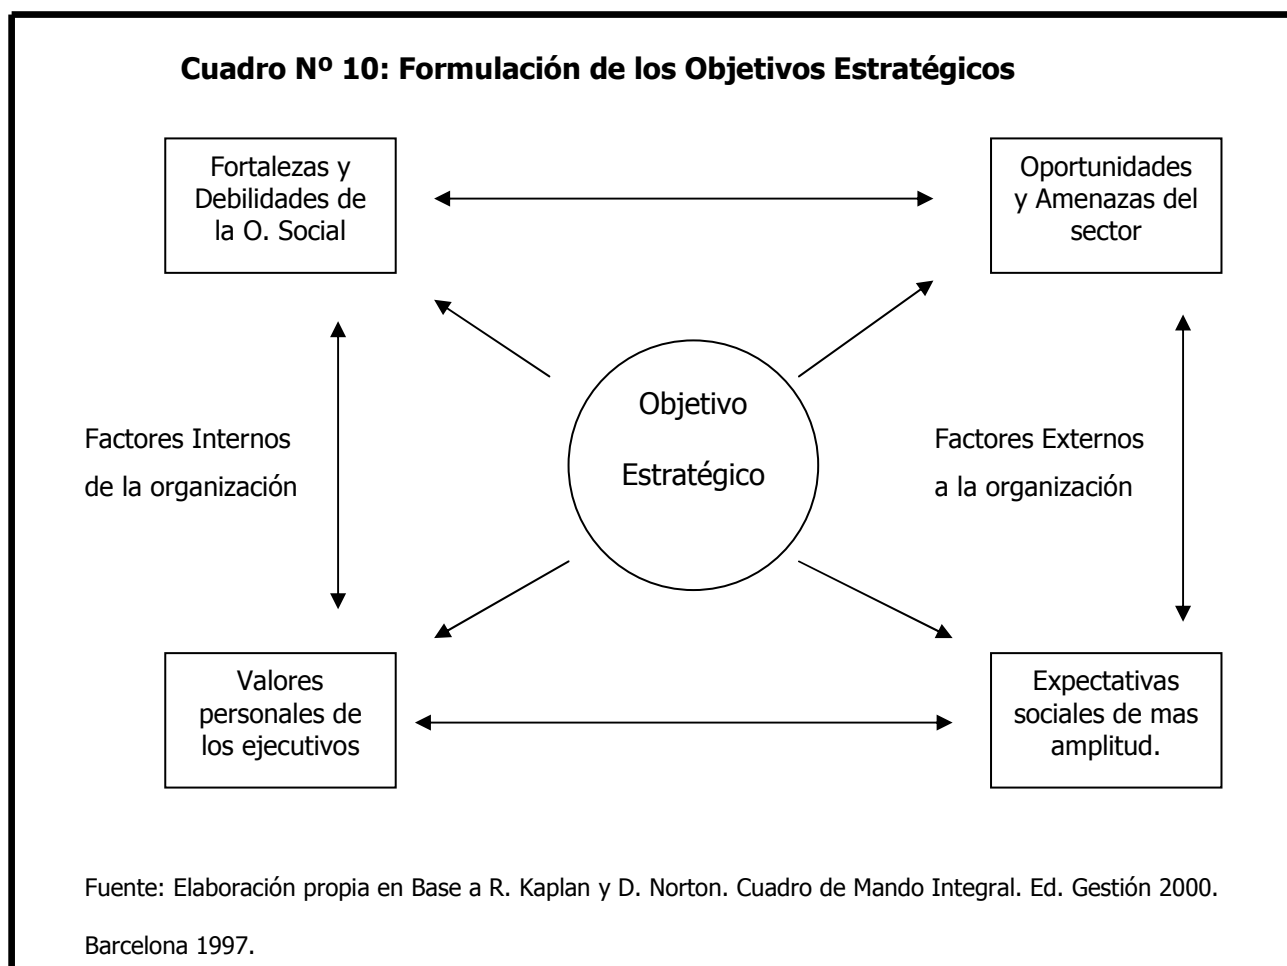 Cuadro Nº 10: Formulación de los Objetivos Estratégicos
Fortalezas y
Debilidades de
la O. Social
Oportunidades
y Amenazas del
sector
Objetivo
Estratégico
Factores Internos
de la organización
Factores Externos
a la organización
Valores
personales de
los ejecutivos
Expectativas
sociales de mas
amplitud.
Fuente: Elaboración propia en Base a R. Kaplan y D. Norton. Cuadro de Mando Integral. Ed. Gestión 2000.
Barcelona 1997.